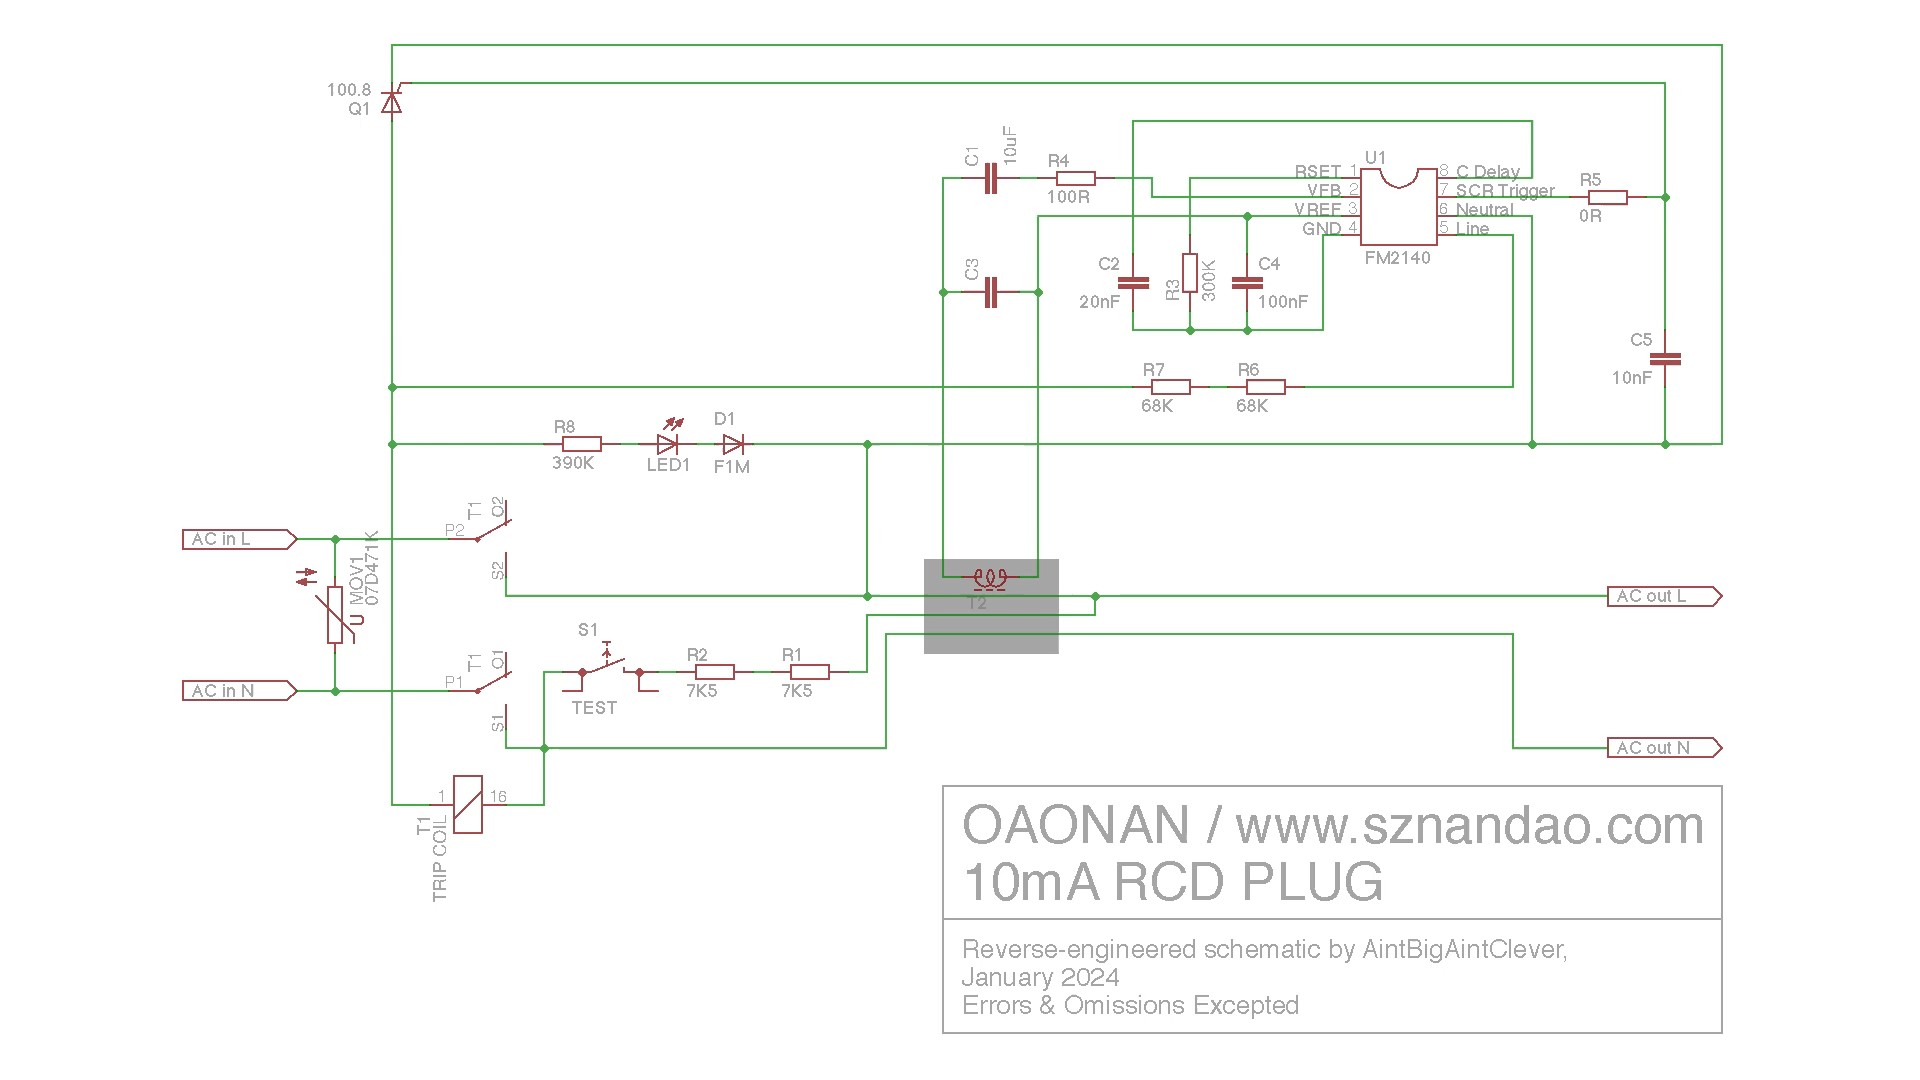 100.8
Q1
C1
10uF
R4
100R
RSET 1
VFB 2
VREF 3
GND 4
U1
FM2140
8 C Delay
7 SCR Trigger
6 Neutral
5 Line
R5
0R
C3
C2
20nF
R3
300K
C4
100nF
C5
10nF
R7
68K
R6
68K
R8
390K
LED1
D1
F1M
AC in L
P2
T1
O2
S2
MOV1
07D471K
U
T2
AC out L
AC in N
P1
T1
O1
S1
S1
TEST
R2
7K5
R1
7K5
AC out N
1
16
T1
TRIP COIL
OAONAN / www.sznandao.com
10mA RCD PLUG
Reverse-engineered schematic by AintBigAintClever,
January 2024
Errors & Omissions Excepted